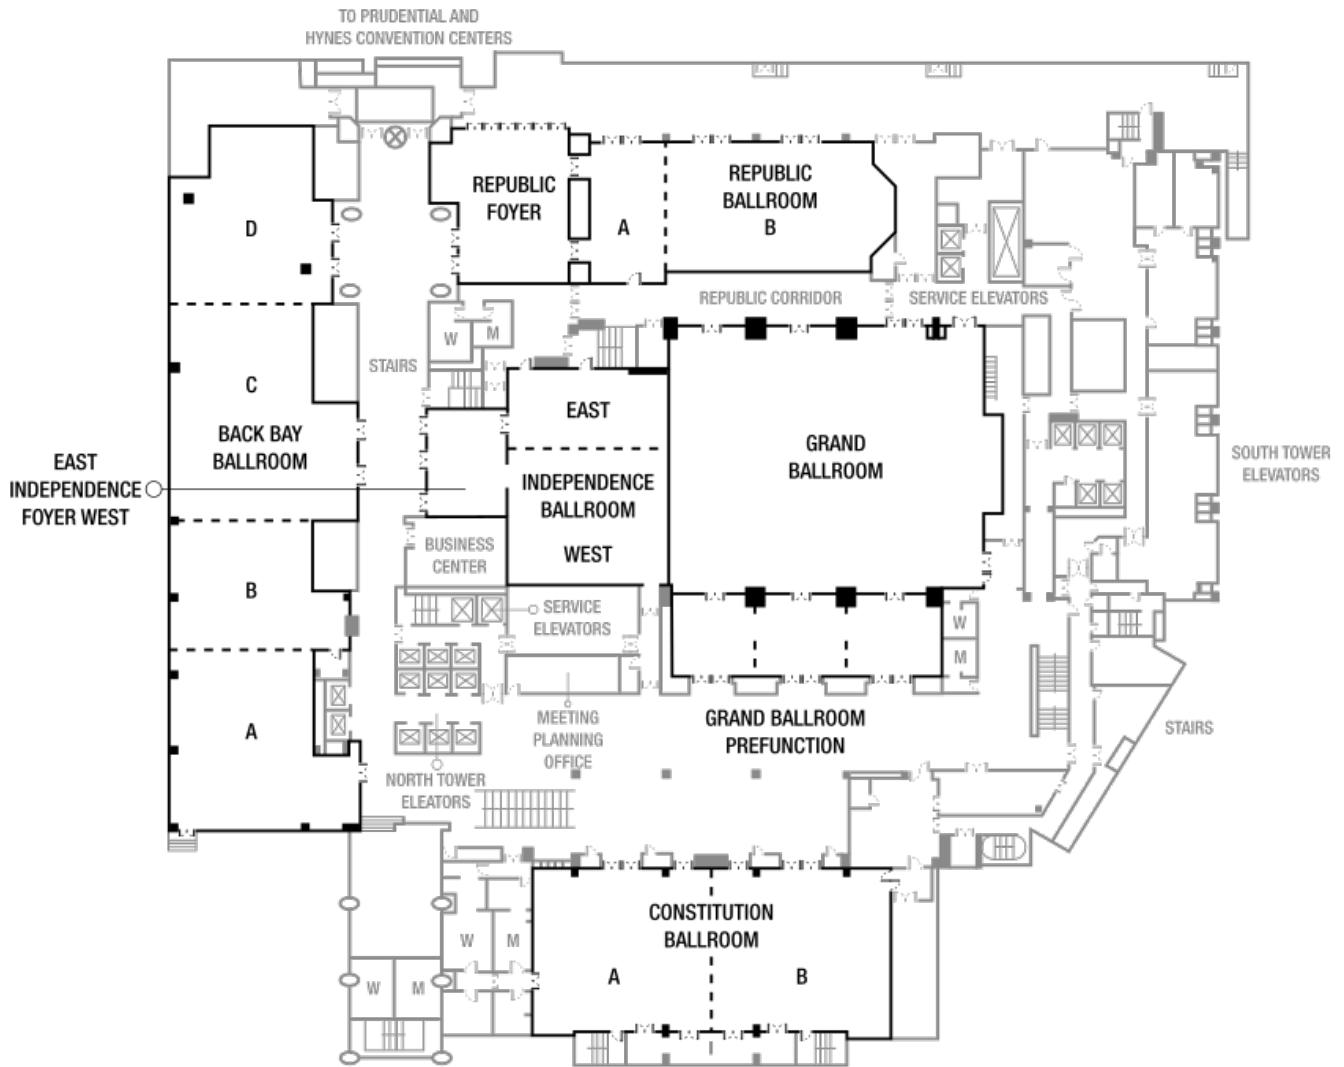 TO PRUDENTIAL AND
HYNES CONVENTION CENTERS
REPUBLIC
FOYER
A
REPUBLIC
BALLROOM
B
D
REPUBLIC CORRIDOR
SERVICE ELEVATORS
W
M
STAIRS
C
BACK BAY
BALLROOM
EAST
INDEPENDENCE
BALLROOM
WEST
GRAND
BALLROOM
SOUTH TOWER
ELEVATORS
EAST
INDEPENDENCE
FOYER WEST
BUSINESS
CENTER
B
SERVICE
ELEVATORS
W
M
A
MEETING
PLANNING
OFFICE
GRAND BALLROOM
PREFUNCTION
STAIRS
NORTH TOWER
ELEATORS
CONSTITUTION
BALLROOM
A
B
W
M
W
M